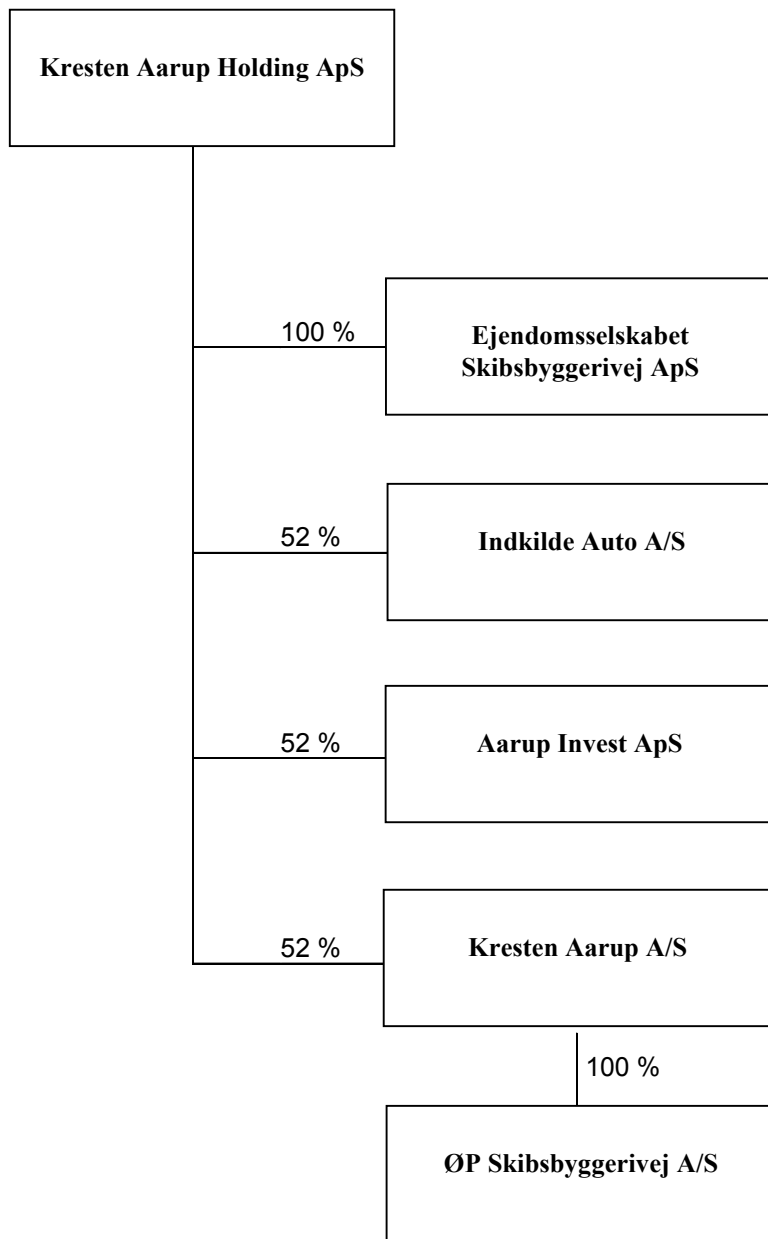 Kresten Aarup Holding ApS
100 %
Ejendomsselskabet
Skibsbyggerivej ApS
52 %
Indkilde Auto A/S
52 %
Aarup Invest ApS
52 %
Kresten Aarup A/S
100 %
ØP Skibsbyggerivej A/S